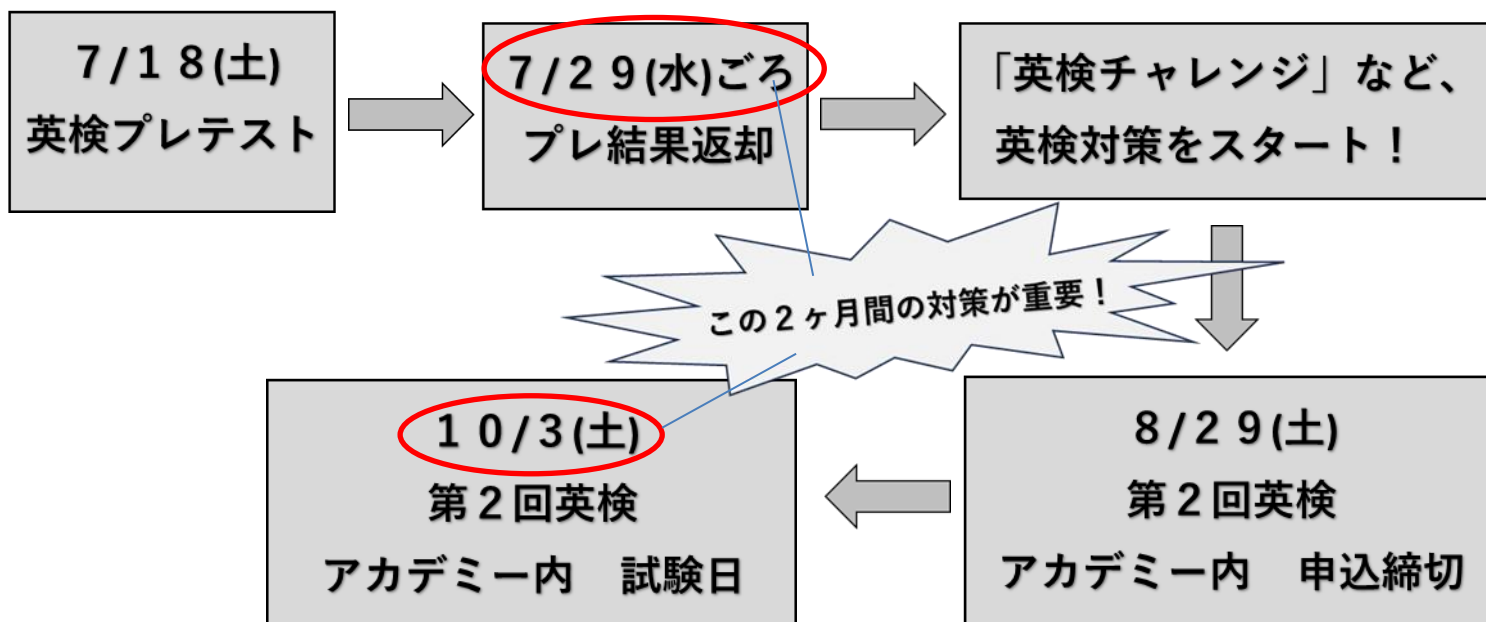 ７/１８(土)
英検プレテスト
７/２９(水)ごろ
プレ結果返却
「英検チャレンジ」など、
英検対策をスタート！
この２ヶ月間の対策が重要！
８/２９(土)
第２回英検
アカデミー内　申込締切
１０/３(土)
第２回英検
アカデミー内　試験日